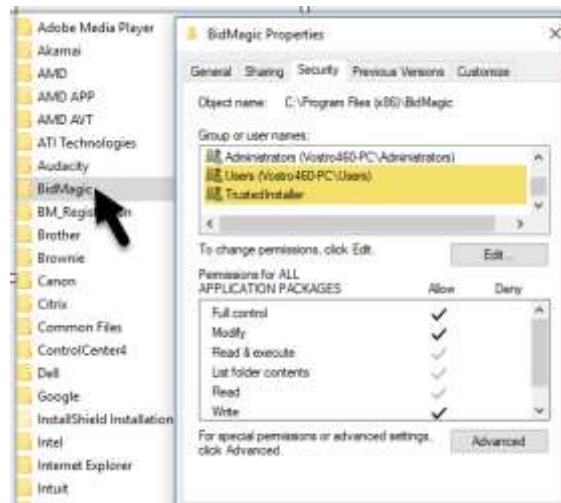 Adobe Media Player
Akamai
AMD
AMD APP
AMD AVT
ATI Technologies
Audacity
BidMagic
BM_Regis
Brother
Brownie
Canon
Citrix
Common Files
ControlCenter4
Dell
Google
InstallShield Installation
Intel
Internet Explorer
Intuit
BidMagic Properties
General Sharing Security Previous Versions Customize
Object name: C:\Program Files (x86)\BidMagic
Group or user names:
Administrators (Vostro460-PC\Administrators)
Users (Vostro460-PC\Users)
TrustedInstaller
To change permissions, click Edit.
Edit...
Permissions for ALL
APPLICATION PACKAGES Allow Deny
Full control
Modify
Read & execute
List folder contents
Read
Write
For special permissions or advanced settings,
click Advanced.
Advanced